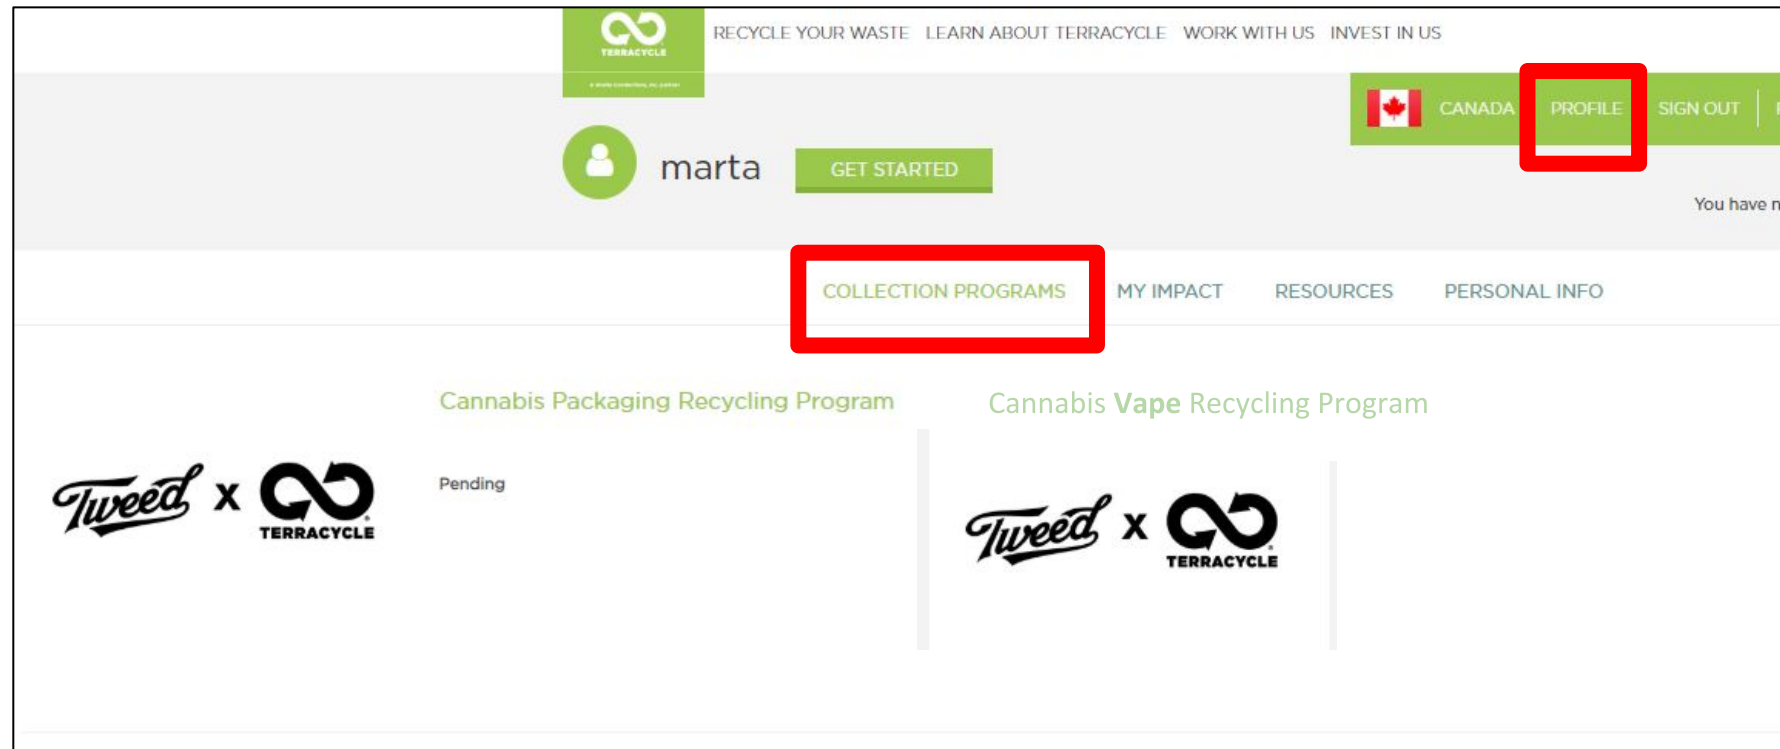 TERRACYCLE
RECYCLE YOUR WASTE LEARN ABOUT TERRACYCLE WORK WITH US INVEST IN US
CANADA PROFILE SIGN OUT
marta GET STARTED
You have
COLLECTION PROGRAMS MY IMPACT RESOURCES PERSONAL INFO
Cannabis Packaging Recycling Program Cannabis Vape Recycling Program
Pending
Tweed x TERRACYCLE
Tweed x TERRACYCLE